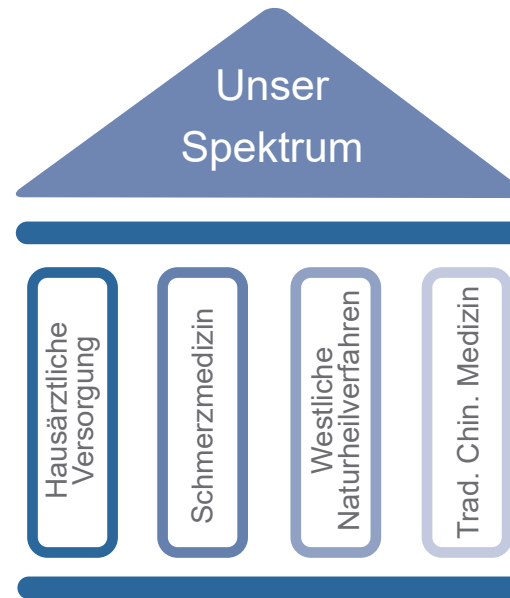 Unser
Spektrum
Hausärztliche
Versorgung
Schmerzmedizin
Westliche
Naturheilverfahren
Trad. Chin. Medizin